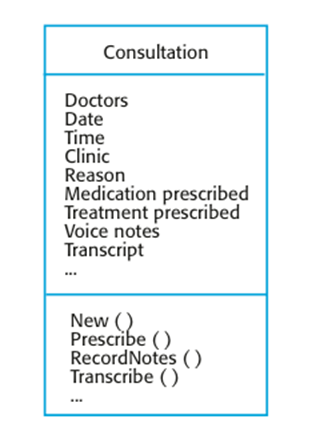 Consultation
Doctors
Date
Time
Clinic
Reason
Medication prescribed
Treatment prescribed
Voice notes
Transcript
...
New ( )
Prescribe ( )
RecordNotes ( )
Transcribe ( )
...